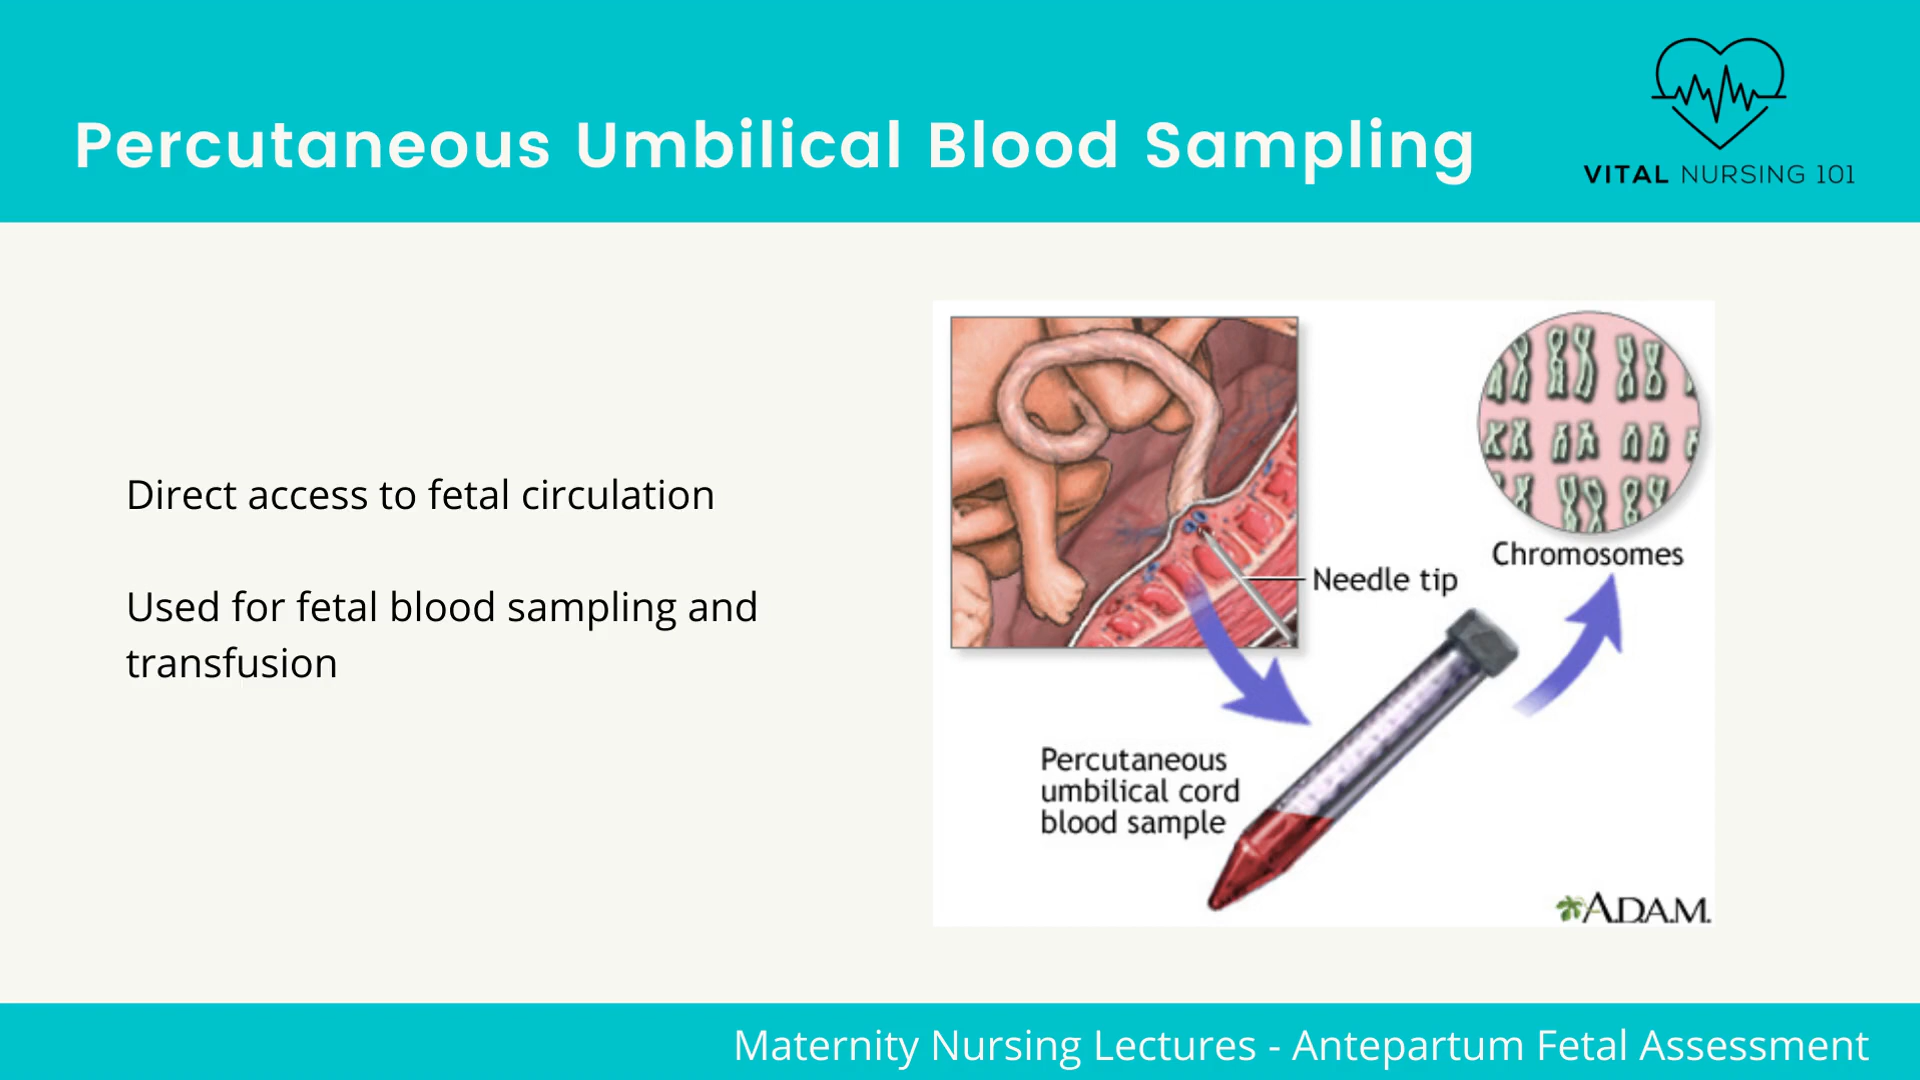 Percutaneous Umbilical Blood Sampling
VITAL NURSING 101
Direct access to fetal circulation
Used for fetal blood sampling and
transfusion
Needle tip
Chromosomes
Percutaneous
umbilical cord
blood sample
A.D.A.M.
Maternity Nursing Lectures - Antepartum Fetal Assessment